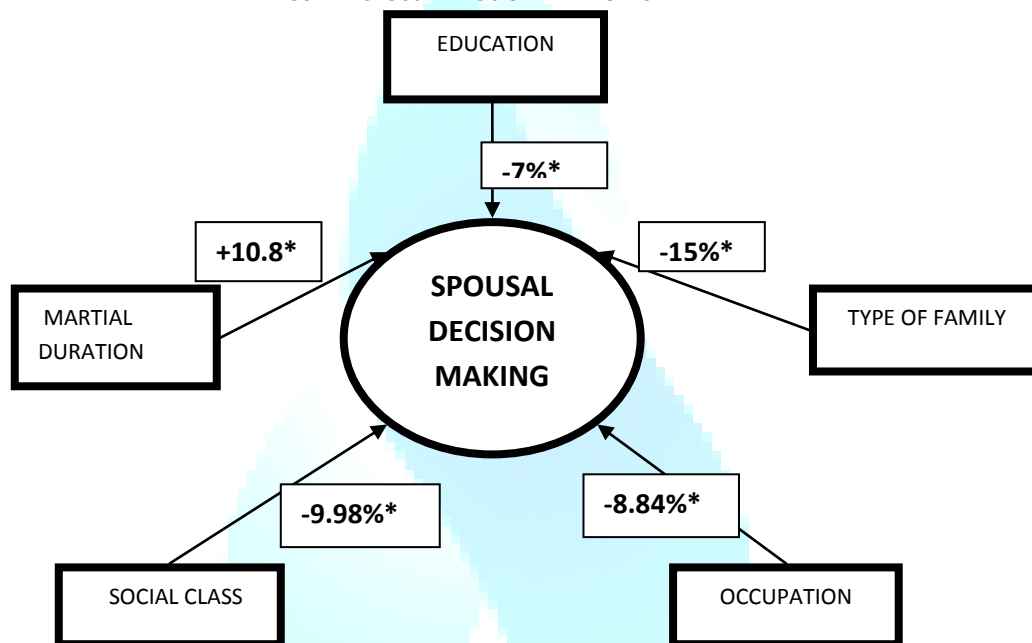 EDUCATION
-7%*
+10.8*
-15%*
SPOUSAL
DECISION
MAKING
MARTIAL
DURATION
TYPE OF FAMILY
-9.98%*
-8.84%*
SOCIAL CLASS
OCCUPATION